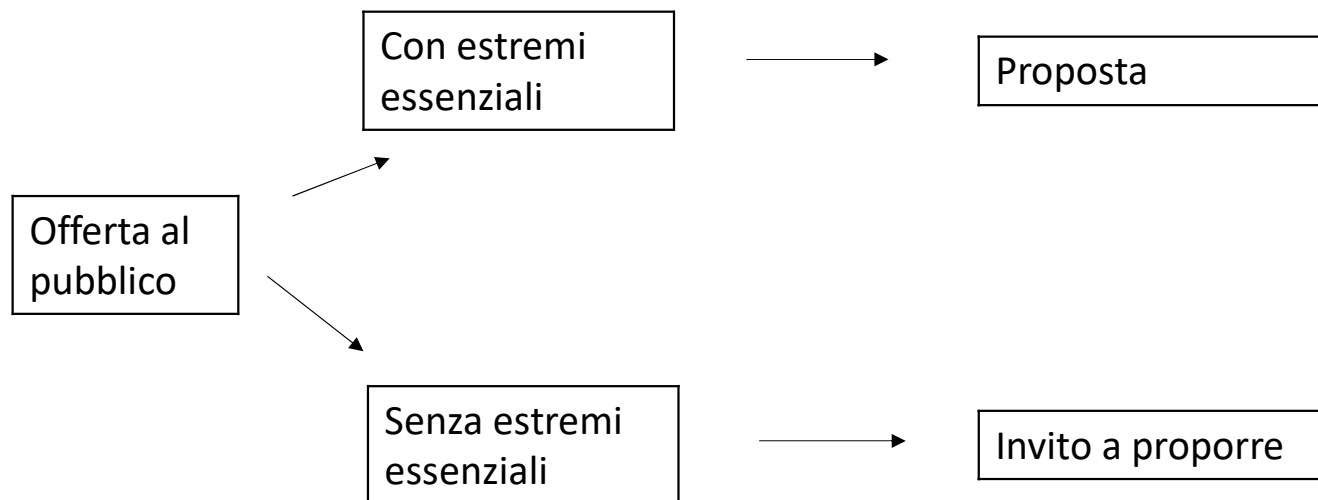 Con estremi
essenziali
Proposta
Offerta al
pubblico
Senza estremi
essenziali
Invito a proporre